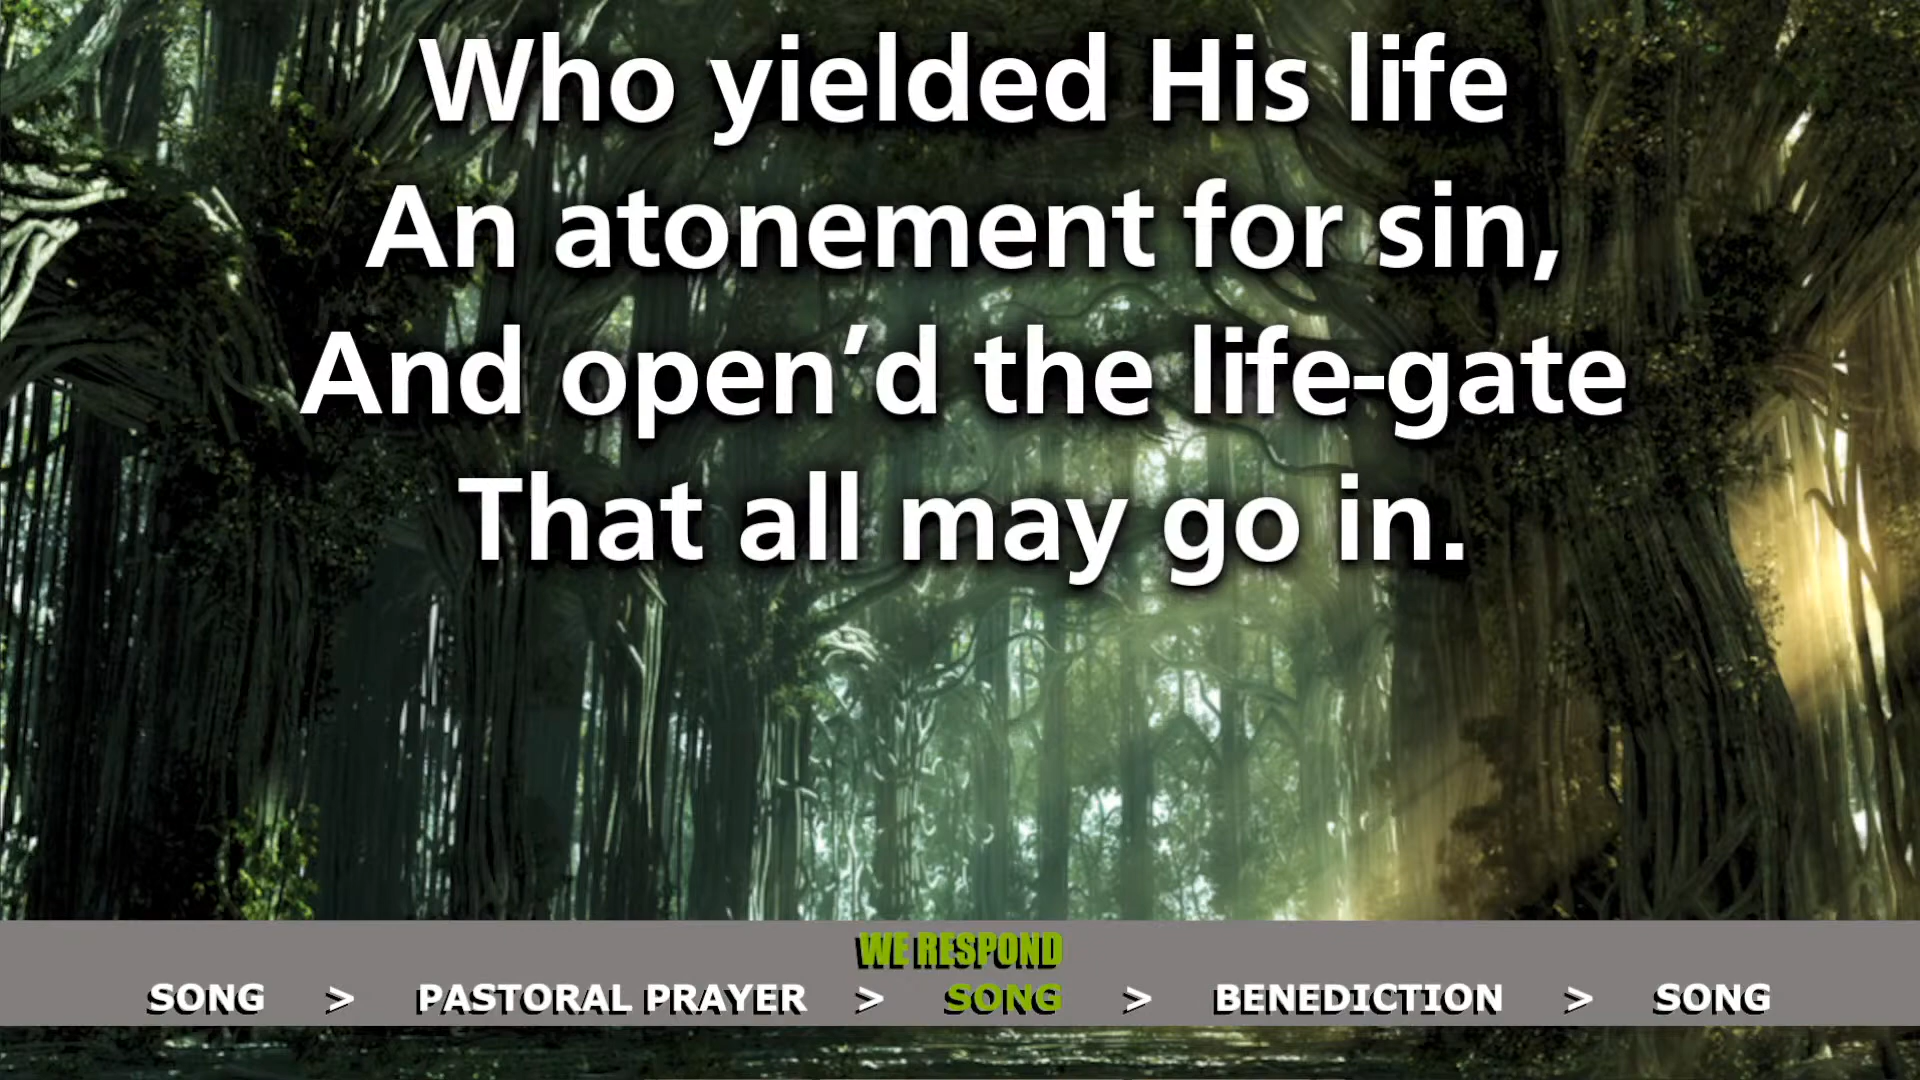 Who yielded His life
An atonement for sin,
And open’d the life-gate
That all may go in.
WE RESPOND
SONG > PASTORAL PRAYER > SONG > BENEDICTION > SONG